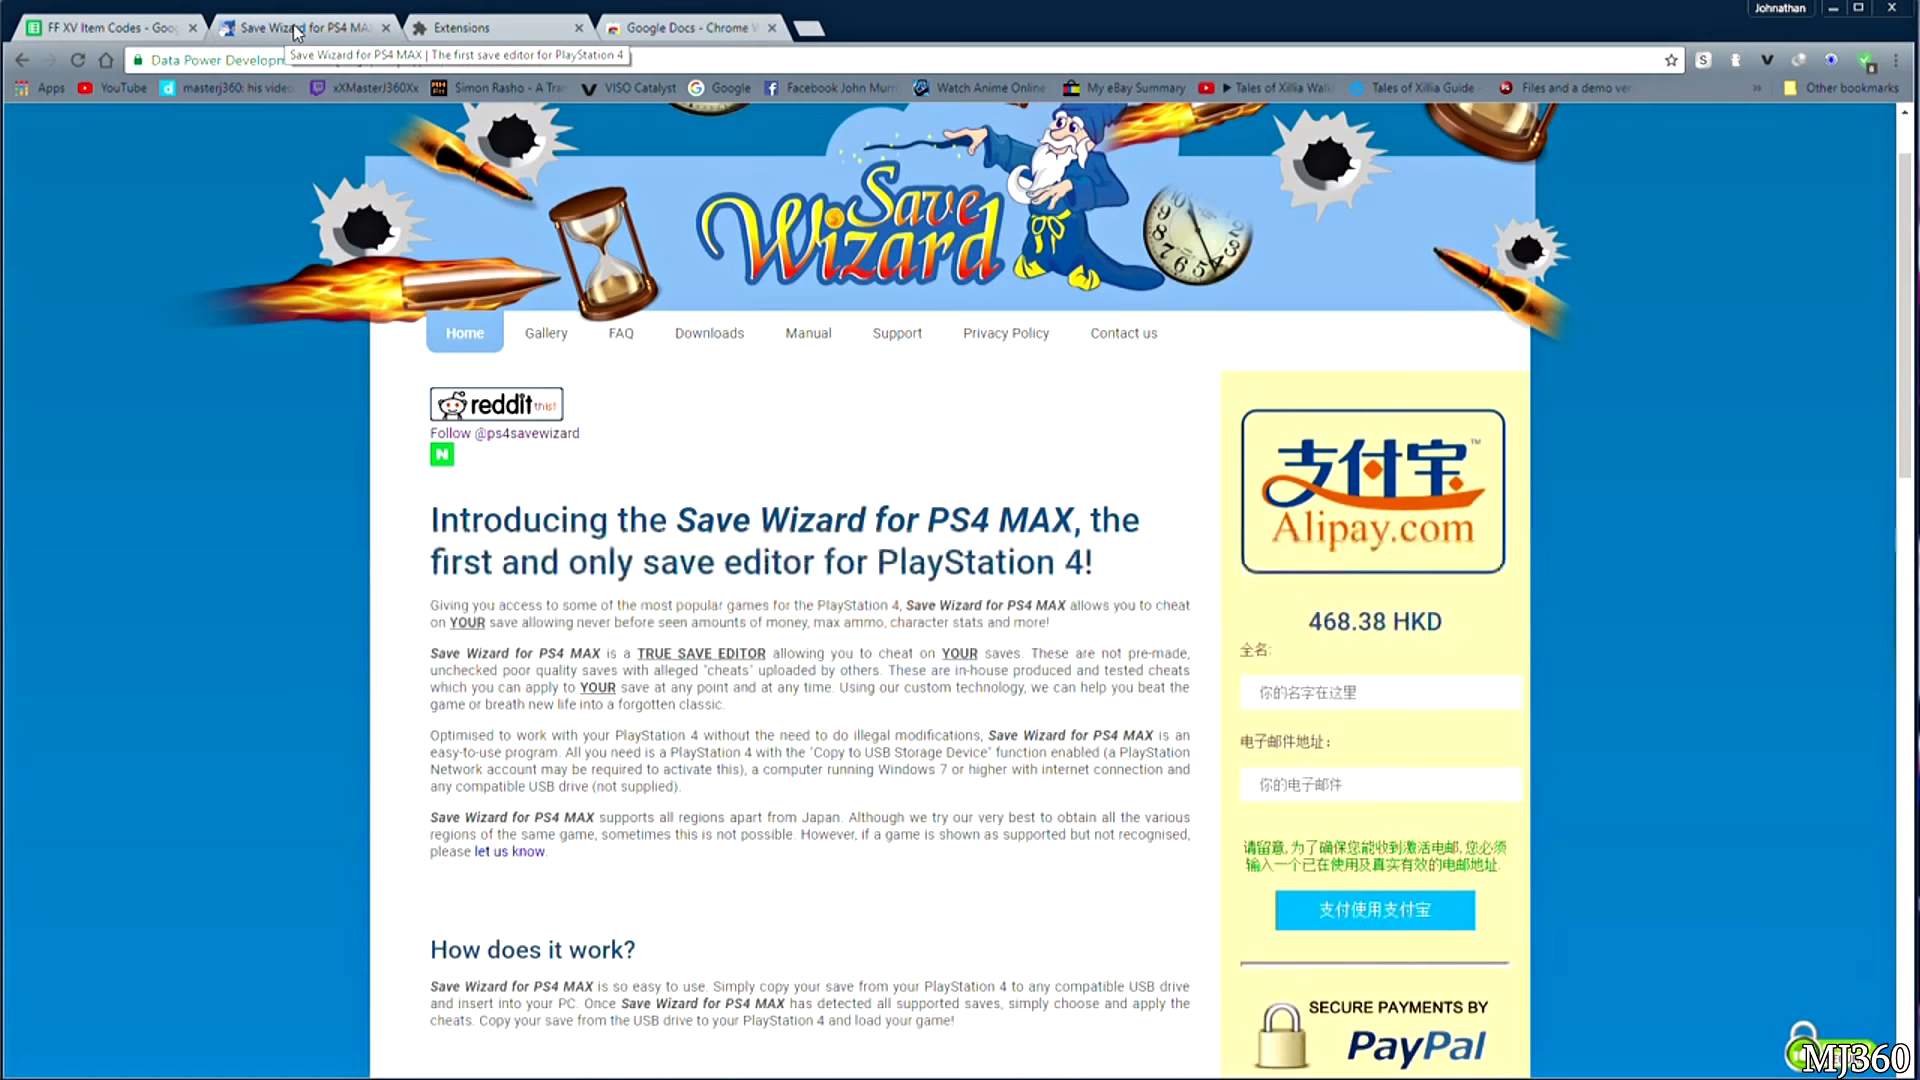 Johnathan
FF XV Item Codes - Goo
Save Wizard for PS4 MA
Extensions
Google Docs - Chrome
Data Power Developm
Save Wizard for PS4 MAX | The first save editor for PlayStation 4
Apps
YouTube
masterj360: his video
xXMasterJ360Xx
Simon Rasho - A Tra
VISO Catalyst
Google
Facebook John Murr
Watch Anime Online
My eBay Summary
Tales of Xillia Walk
Tales of Xillia Guide -
Files and a demo ver
»
Other bookmarks
Save
Wizard
Home
Gallery
FAQ
Downloads
Manual
Support
Privacy Policy
Contact us
reddit this!
Follow @ps4savewizard
N
Introducing the Save Wizard for PS4 MAX, the
first and only save editor for PlayStation 4!
Giving you access to some of the most popular games for the PlayStation 4, Save Wizard for PS4 MAX allows you to cheat
on YOUR save allowing never before seen amounts of money, max ammo, character stats and more!
Save Wizard for PS4 MAX is a TRUE SAVE EDITOR allowing you to cheat on YOUR saves. These are not pre-made,
unchecked poor quality saves with alleged "cheats" uploaded by others. These are in-house produced and tested cheats
which you can apply to YOUR save at any point and at any time. Using our custom technology, we can help you beat the
game or breath new life into a forgotten classic.
Optimised to work with your PlayStation 4 without the need to do illegal modifications, Save Wizard for PS4 MAX is an
easy-to-use program. All you need is a PlayStation 4 with the "Copy to USB Storage Device" function enabled (a PlayStation
Network account may be required to activate this), a computer running Windows 7 or higher with internet connection and
any compatible USB drive (not supplied).
Save Wizard for PS4 MAX supports all regions apart from Japan. Although we try our very best to obtain all the various
regions of the same game, sometimes this is not possible. However, if a game is shown as supported but not recognised,
please let us know.
How does it work?
Save Wizard for PS4 MAX is so easy to use. Simply copy your save from your PlayStation 4 to any compatible USB drive
and insert into your PC. Once Save Wizard for PS4 MAX has detected all supported saves, simply choose and apply the
cheats. Copy your save from the USB drive to your PlayStation 4 and load your game!
支付宝™
Alipay.com
468.38 HKD
全名:
你的名字在这里
电子邮件地址：
你的电子邮件
请留意,为了确保您能收到激活电邮,您必须
输入一个已在使用及真实有效的电邮地址.
支付使用支付宝
SECURE PAYMENTS BY
PayPal
MJ360